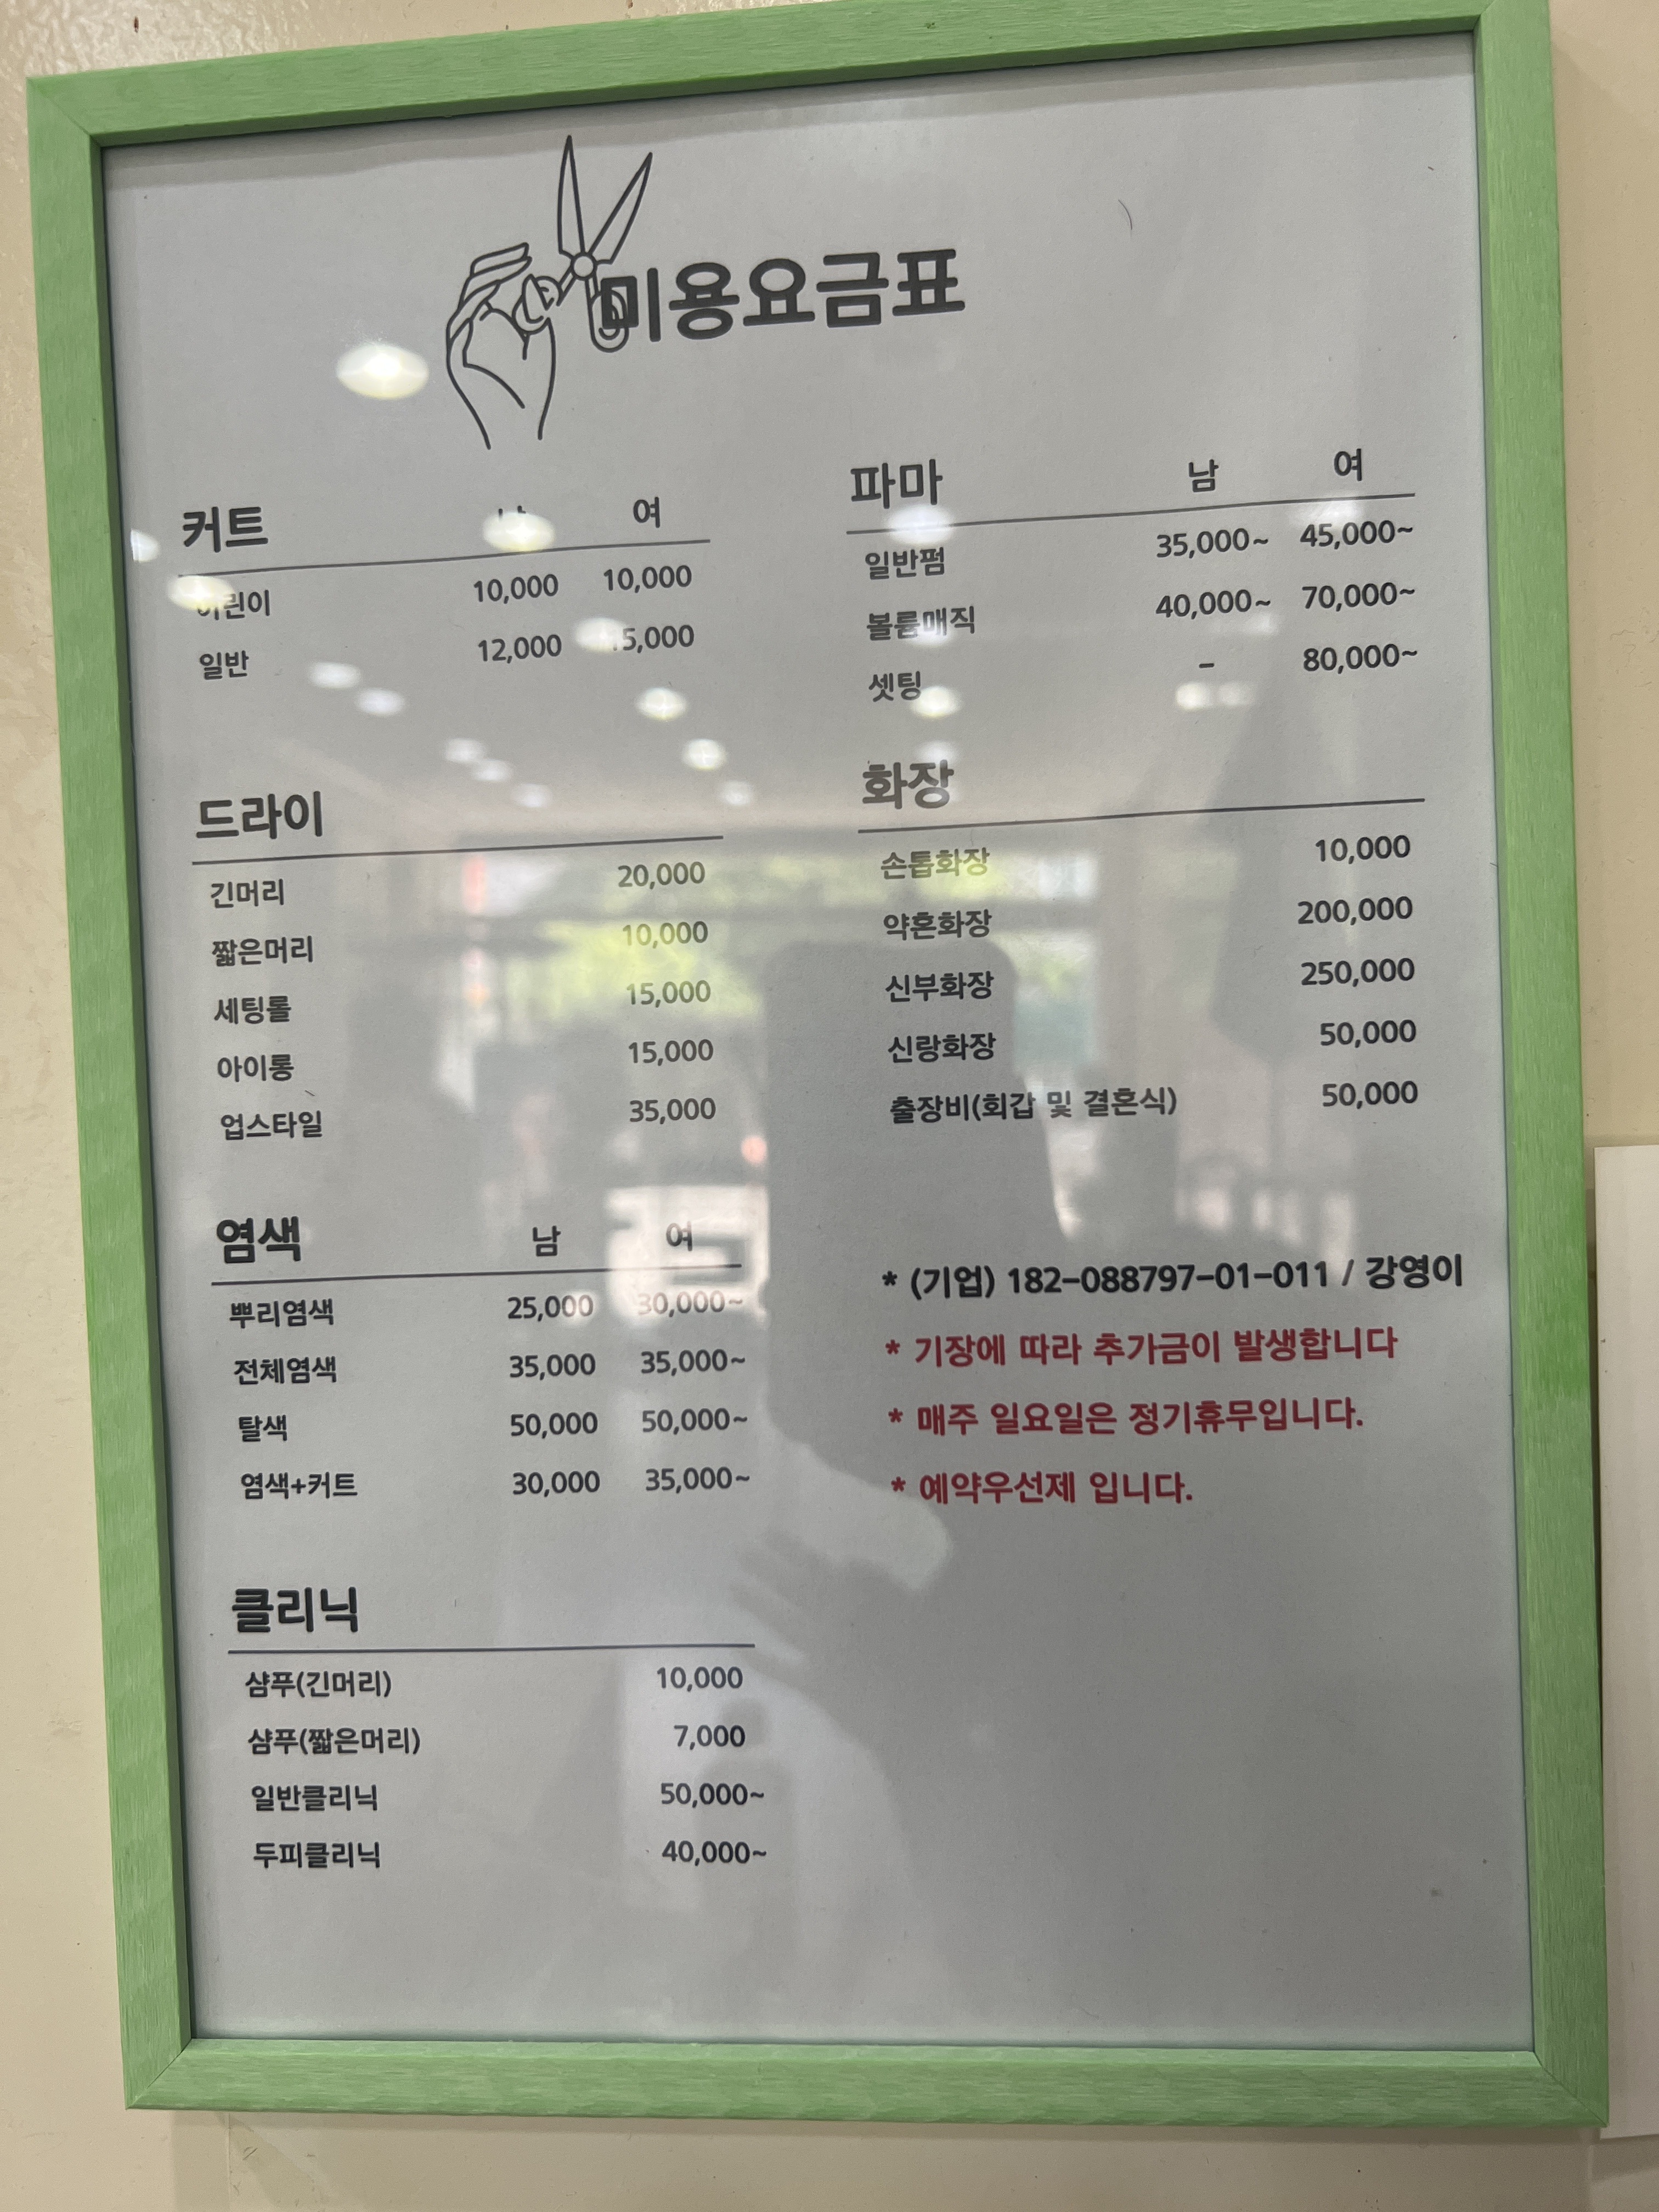 미용요금표
커트 여
어린이 10,000 10,000
일반 12,000 15,000
드라이
긴머리 20,000
짧은머리 10,000
세팅롤 15,000
아이롱 15,000
업스타일 35,000
염색 남 여
뿌리염색 25,000 30,000~
전체염색 35,000 35,000~
탈색 50,000 50,000~
염색+커트 30,000 35,000~
클리닉
샴푸(긴머리) 10,000
샴푸(짧은머리) 7,000
일반클리닉 50,000~
두피클리닉 40,000~
파마 남 여
일반펌 35,000~ 45,000~
볼륨매직 40,000~ 70,000~
셋팅 – 80,000~
화장
손톱화장 10,000
약혼화장 200,000
신부화장 250,000
신랑화장 50,000
출장비(회갑 및 결혼식) 50,000
* (기업) 182-088797-01-011 / 강영이
* 기장에 따라 추가금이 발생합니다
* 매주 일요일은 정기휴무입니다.
* 예약우선제 입니다.